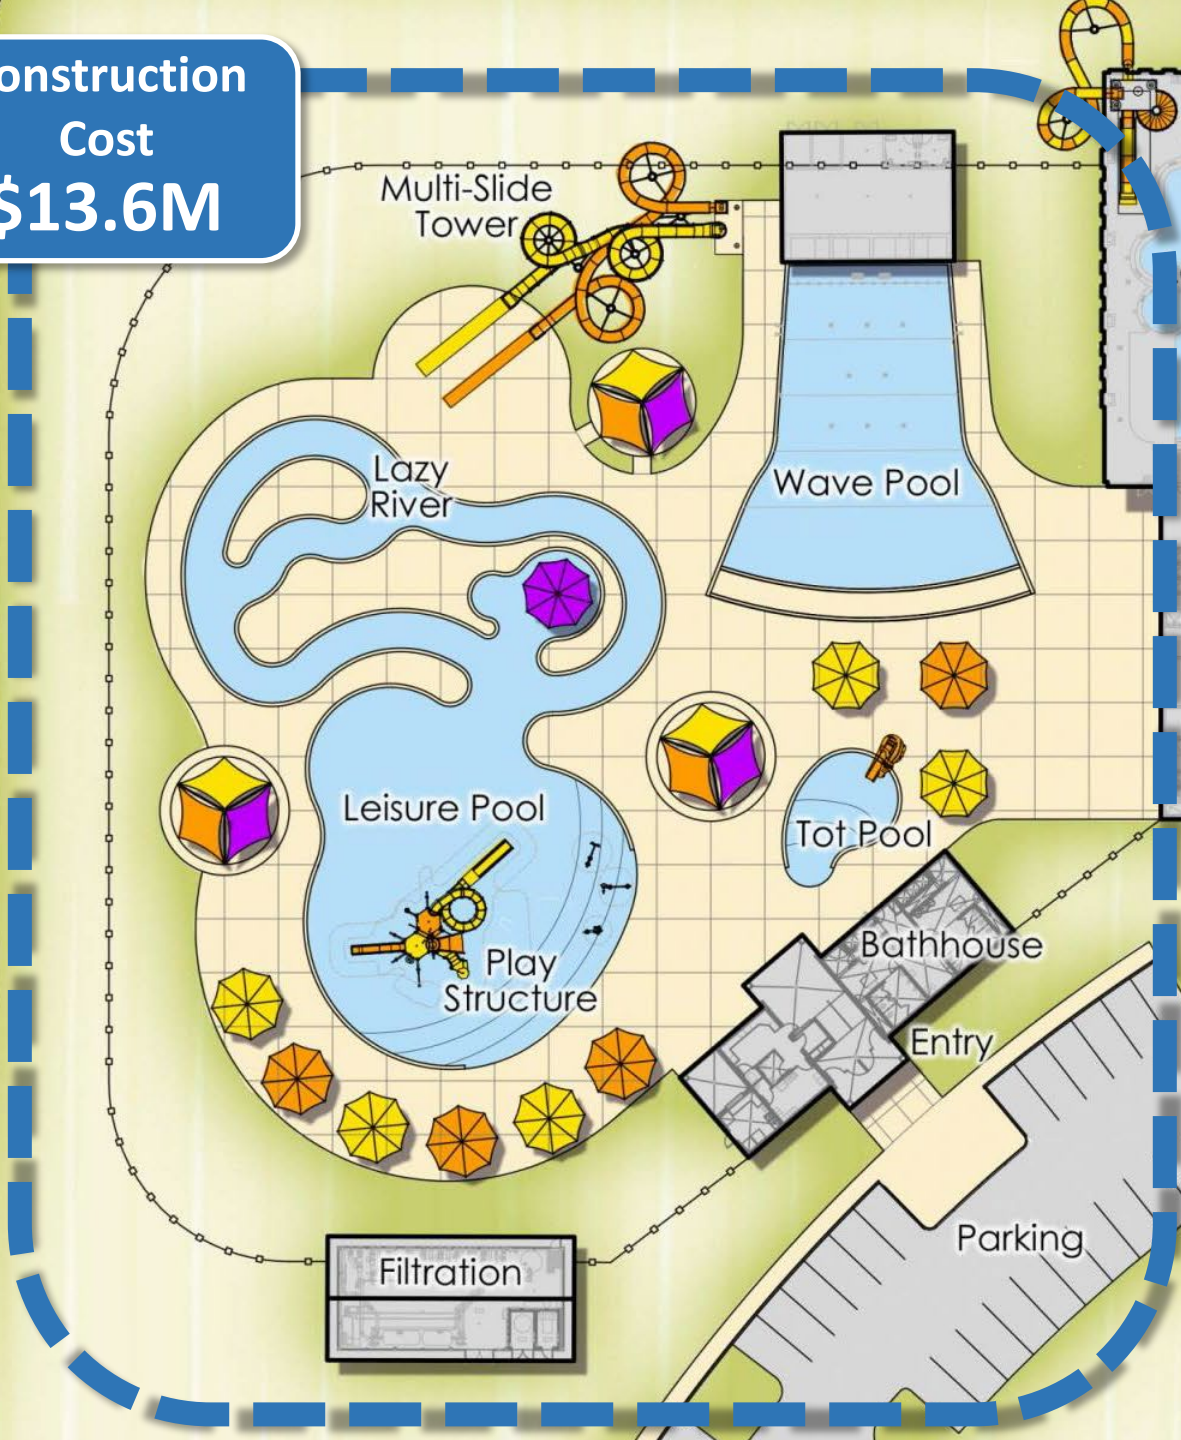 onstruction
Cost
$13.6M
Multi-Slide
Tower
Lazy
River
Wave Pool
Leisure Pool
Tot Pool
Play
Structure
Bathhouse
Entry
Parking
Filtration